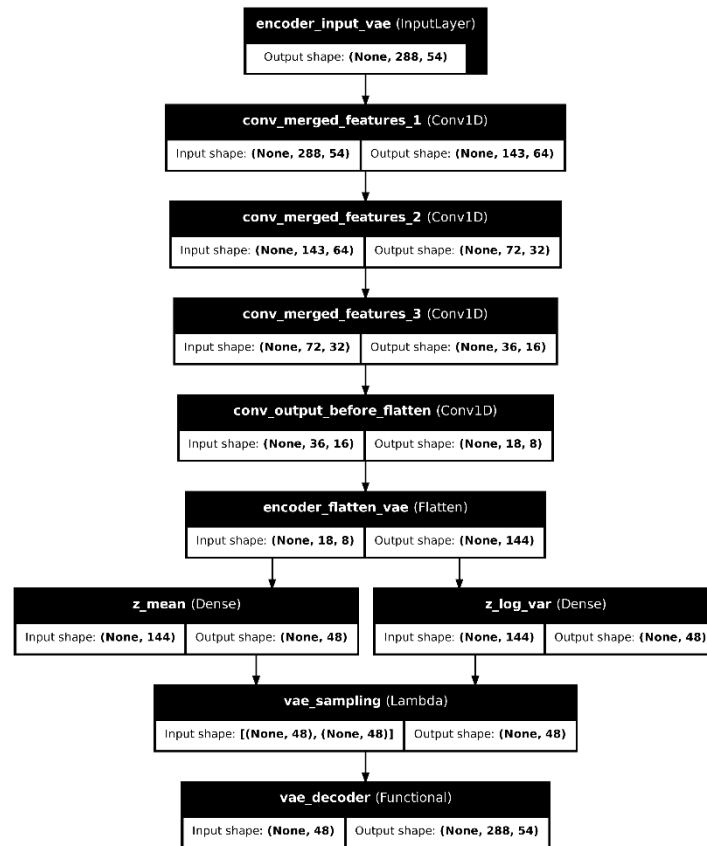 encoder_input_vae (InputLayer)
Output shape: (None, 288, 54)
conv_merged_features_1 (Conv1D)
Input shape: (None, 288, 54) Output shape: (None, 143, 64)
conv_merged_features_2 (Conv1D)
Input shape: (None, 143, 64) Output shape: (None, 72, 32)
conv_merged_features_3 (Conv1D)
Input shape: (None, 72, 32) Output shape: (None, 36, 16)
conv_output_before_flatten (Conv1D)
Input shape: (None, 36, 16) Output shape: (None, 18, 8)
encoder_flatten_vae (Flatten)
Input shape: (None, 18, 8) Output shape: (None, 144)
z_mean (Dense)
Input shape: (None, 144) Output shape: (None, 48)
z_log_var (Dense)
Input shape: (None, 144) Output shape: (None, 48)
vae_sampling (Lambda)
Input shape: [(None, 48), (None, 48)] Output shape: (None, 48)
vae_decoder (Functional)
Input shape: (None, 48) Output shape: (None, 288, 54)